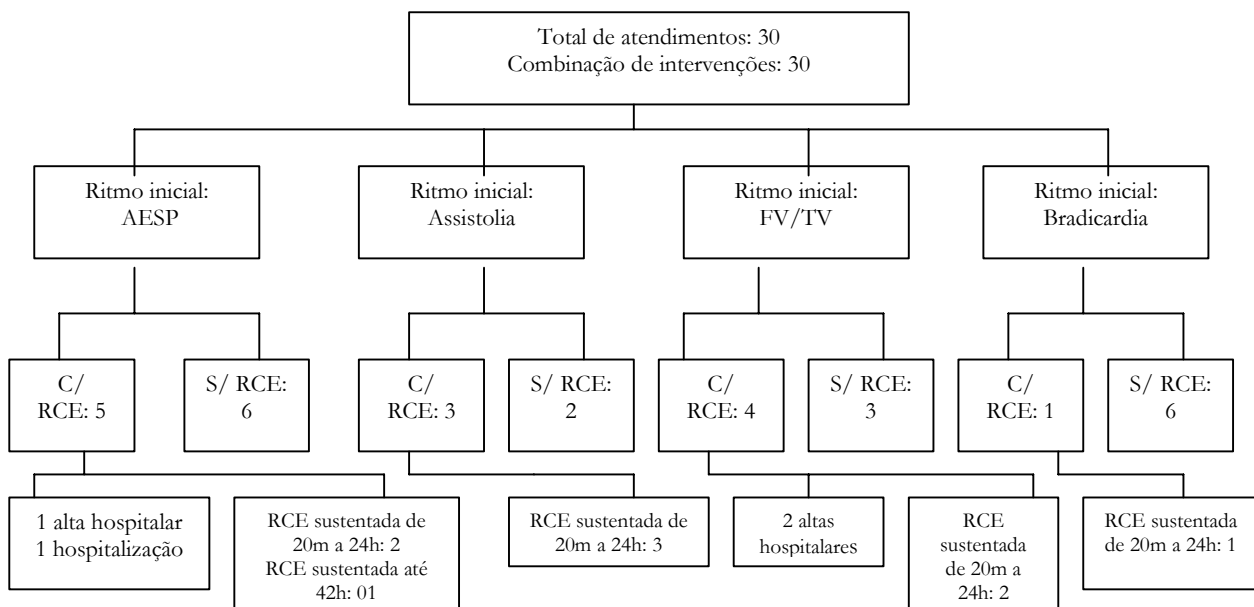 Total de atendimentos: 30
Combinação de intervenções: 30
Ritmo inicial:
AESP
Ritmo inicial:
Assistolia
Ritmo inicial:
FV/TV
Ritmo inicial:
Bradicardia
C/
RCE: 5
S/ RCE:
6
C/
RCE: 3
S/ RCE:
2
C/
RCE: 4
S/ RCE:
3
C/
RCE: 1
S/ RCE:
6
1 alta hospitalar
1 hospitalização
RCE sustentada de
20m a 24h: 2
RCE sustentada até
42h: 01
RCE sustentada de
20m a 24h: 3
2 altas
hospitalares
RCE
sustentada
de 20m a
24h: 2
RCE sustentada
de 20m a 24h: 1